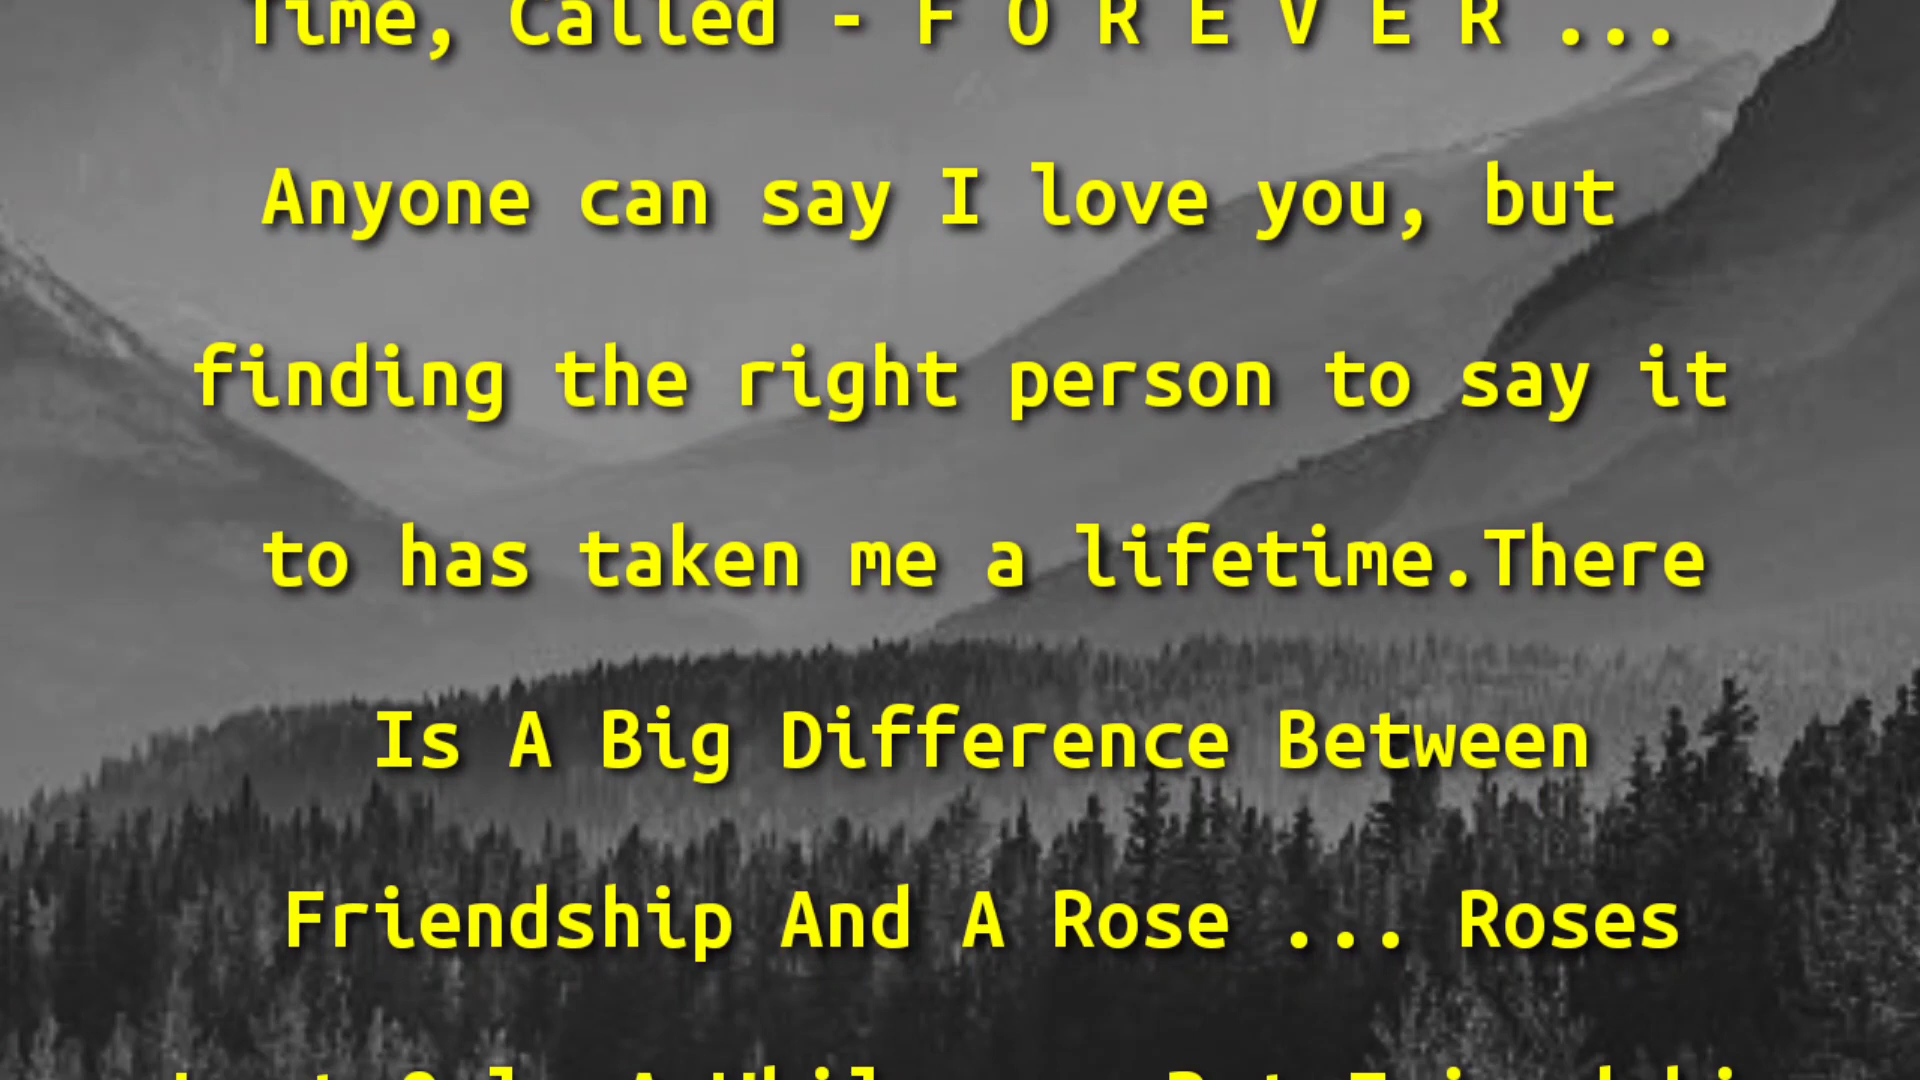 Time, Called - F O R E V E R ...
Anyone can say I love you, but
finding the right person to say it
to has taken me a lifetime.There
Is A Big Difference Between
Friendship And A Rose ... Roses